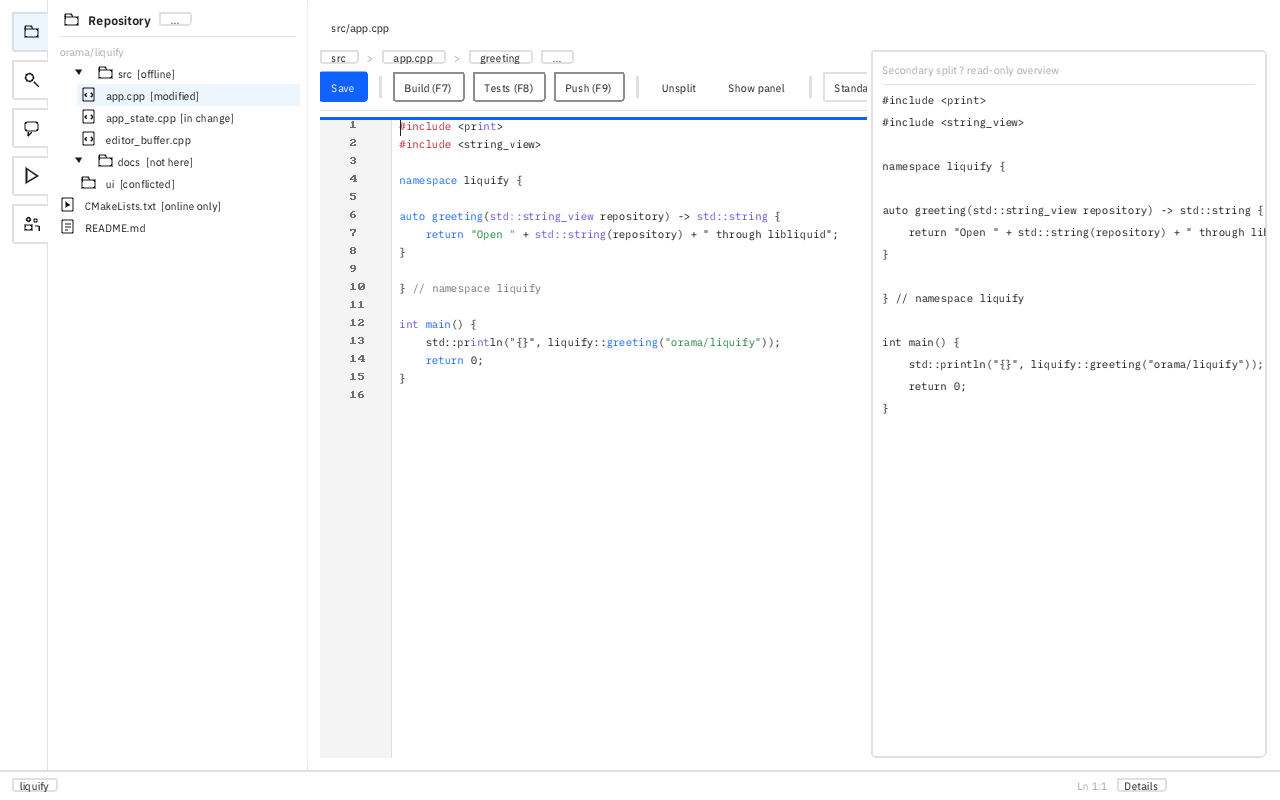 Repository ...
orama/liquify
src [offline]
app.cpp [modified]
app_state.cpp [in change]
editor_buffer.cpp
docs [not here]
ui [conflicted]
CMakeLists.txt [online only]
README.md
src/app.cpp
src > app.cpp > greeting ...
Save Build (F7) Tests (F8) Push (F9) Unsplit Show panel Standa
1 #include <print>
2 #include <string_view>
3
4 namespace liquify {
5
6 auto greeting(std::string_view repository) -> std::string {
7     return "Open " + std::string(repository) + " through libliquid";
8 }
9
10 } // namespace liquify
11
12 int main() {
13     std::println("{}", liquify::greeting("orama/liquify"));
14     return 0;
15 }
16
Secondary split ? read-only overview
#include <print>
#include <string_view>
namespace liquify {
auto greeting(std::string_view repository) -> std::string {
    return "Open " + std::string(repository) + " through lib
}
} // namespace liquify
int main() {
    std::println("{}", liquify::greeting("orama/liquify"));
    return 0;
}
liquify Ln 1:1 Details